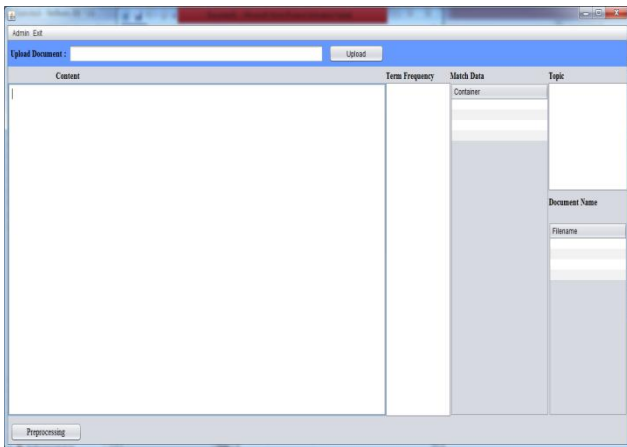 Admin Exit
Upload Document : Upload
Content Term Frequency Match Data Topic
Container
Document Name
Filename
Preprocessing